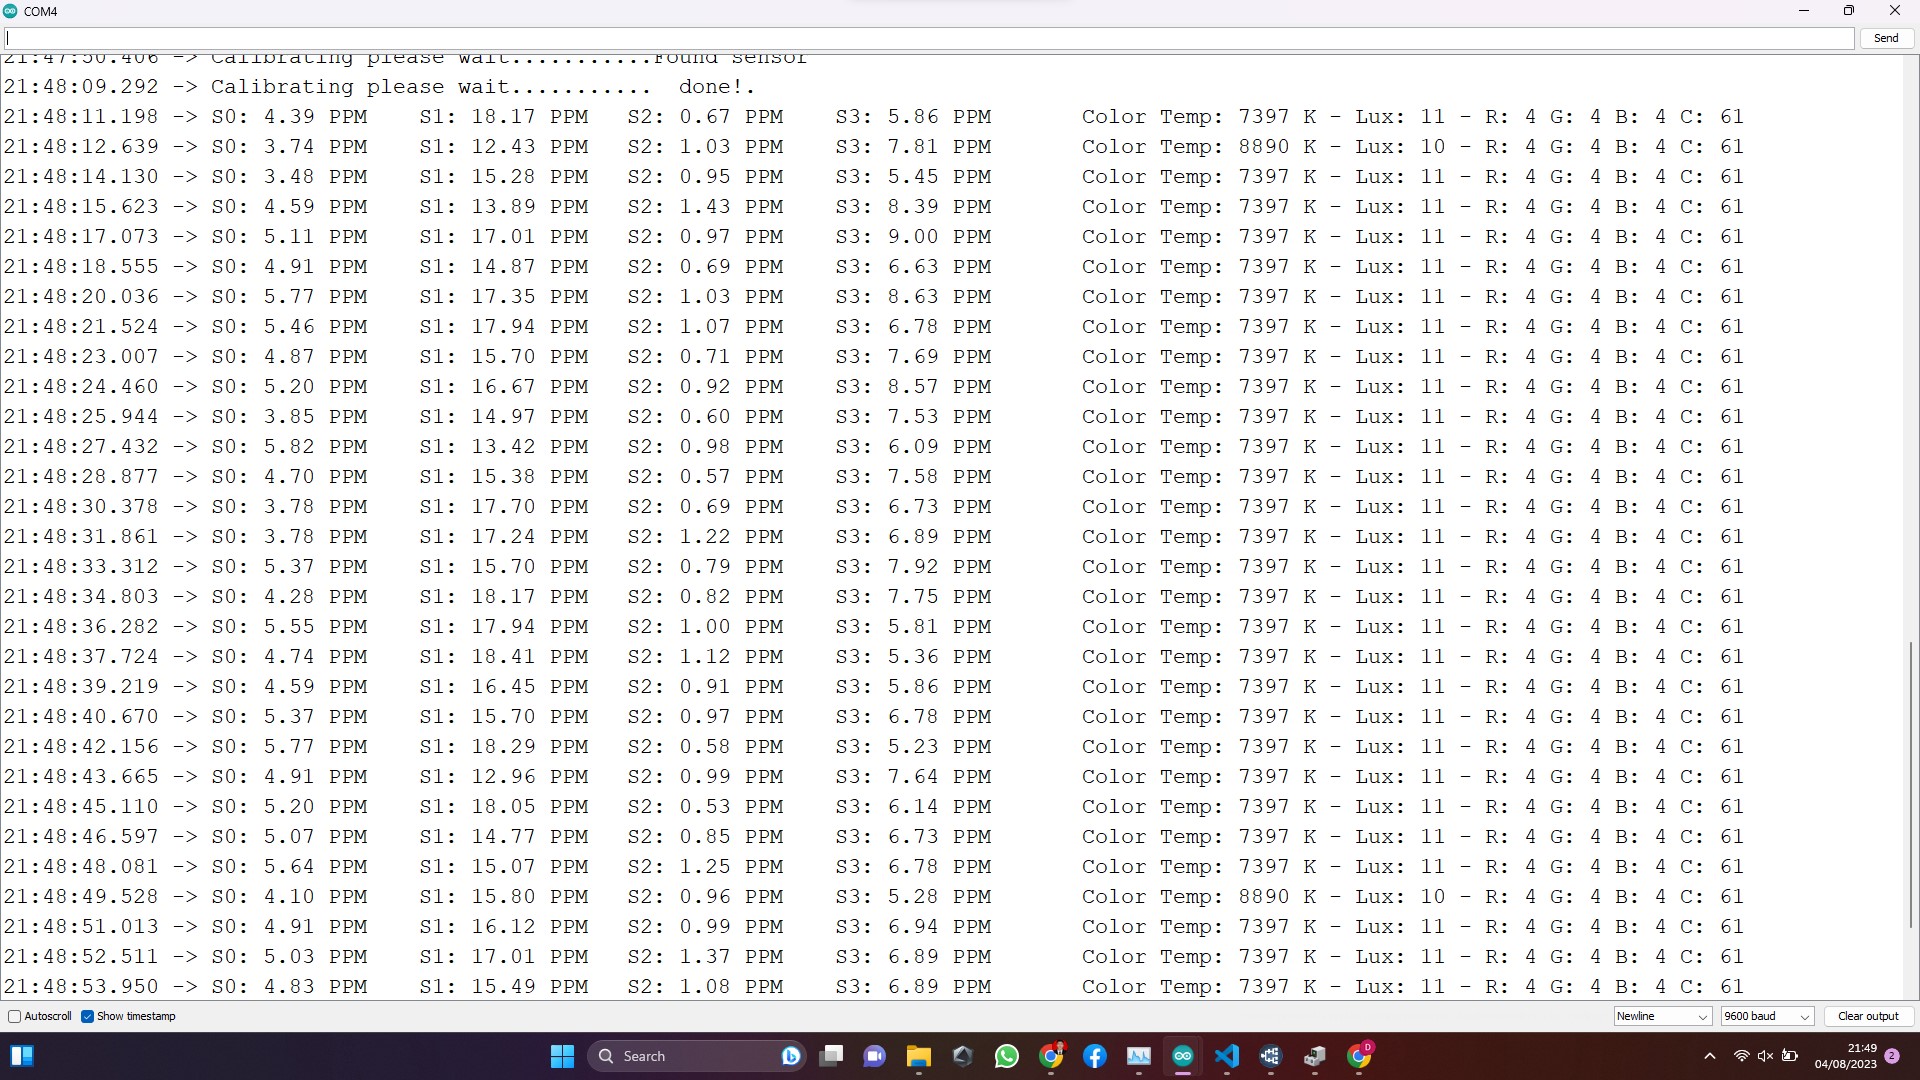 COM4
Send
21:47:50.406 -> Calibrating please wait...........Found sensor
21:48:09.292 -> Calibrating please wait...........  done!.
21:48:11.198 -> S0: 4.39 PPM    S1: 18.17 PPM   S2: 0.67 PPM    S3: 5.86 PPM       Color Temp: 7397 K - Lux: 11 - R: 4 G: 4 B: 4 C: 61
21:48:12.639 -> S0: 3.74 PPM    S1: 12.43 PPM   S2: 1.03 PPM    S3: 7.81 PPM       Color Temp: 8890 K - Lux: 10 - R: 4 G: 4 B: 4 C: 61
21:48:14.130 -> S0: 3.48 PPM    S1: 15.28 PPM   S2: 0.95 PPM    S3: 5.45 PPM       Color Temp: 7397 K - Lux: 11 - R: 4 G: 4 B: 4 C: 61
21:48:15.623 -> S0: 4.59 PPM    S1: 13.89 PPM   S2: 1.43 PPM    S3: 8.39 PPM       Color Temp: 7397 K - Lux: 11 - R: 4 G: 4 B: 4 C: 61
21:48:17.073 -> S0: 5.11 PPM    S1: 17.01 PPM   S2: 0.97 PPM    S3: 9.00 PPM       Color Temp: 7397 K - Lux: 11 - R: 4 G: 4 B: 4 C: 61
21:48:18.555 -> S0: 4.91 PPM    S1: 14.87 PPM   S2: 0.69 PPM    S3: 6.63 PPM       Color Temp: 7397 K - Lux: 11 - R: 4 G: 4 B: 4 C: 61
21:48:20.036 -> S0: 5.77 PPM    S1: 17.35 PPM   S2: 1.03 PPM    S3: 8.63 PPM       Color Temp: 7397 K - Lux: 11 - R: 4 G: 4 B: 4 C: 61
21:48:21.524 -> S0: 5.46 PPM    S1: 17.94 PPM   S2: 1.07 PPM    S3: 6.78 PPM       Color Temp: 7397 K - Lux: 11 - R: 4 G: 4 B: 4 C: 61
21:48:23.007 -> S0: 4.87 PPM    S1: 15.70 PPM   S2: 0.71 PPM    S3: 7.69 PPM       Color Temp: 7397 K - Lux: 11 - R: 4 G: 4 B: 4 C: 61
21:48:24.460 -> S0: 5.20 PPM    S1: 16.67 PPM   S2: 0.92 PPM    S3: 8.57 PPM       Color Temp: 7397 K - Lux: 11 - R: 4 G: 4 B: 4 C: 61
21:48:25.944 -> S0: 3.85 PPM    S1: 14.97 PPM   S2: 0.60 PPM    S3: 7.53 PPM       Color Temp: 7397 K - Lux: 11 - R: 4 G: 4 B: 4 C: 61
21:48:27.432 -> S0: 5.82 PPM    S1: 13.42 PPM   S2: 0.98 PPM    S3: 6.09 PPM       Color Temp: 7397 K - Lux: 11 - R: 4 G: 4 B: 4 C: 61
21:48:28.877 -> S0: 4.70 PPM    S1: 15.38 PPM   S2: 0.57 PPM    S3: 7.58 PPM       Color Temp: 7397 K - Lux: 11 - R: 4 G: 4 B: 4 C: 61
21:48:30.378 -> S0: 3.78 PPM    S1: 17.70 PPM   S2: 0.69 PPM    S3: 6.73 PPM       Color Temp: 7397 K - Lux: 11 - R: 4 G: 4 B: 4 C: 61
21:48:31.861 -> S0: 3.78 PPM    S1: 17.24 PPM   S2: 1.22 PPM    S3: 6.89 PPM       Color Temp: 7397 K - Lux: 11 - R: 4 G: 4 B: 4 C: 61
21:48:33.312 -> S0: 5.37 PPM    S1: 15.70 PPM   S2: 0.79 PPM    S3: 7.92 PPM       Color Temp: 7397 K - Lux: 11 - R: 4 G: 4 B: 4 C: 61
21:48:34.803 -> S0: 4.28 PPM    S1: 18.17 PPM   S2: 0.82 PPM    S3: 7.75 PPM       Color Temp: 7397 K - Lux: 11 - R: 4 G: 4 B: 4 C: 61
21:48:36.282 -> S0: 5.55 PPM    S1: 17.94 PPM   S2: 1.00 PPM    S3: 5.81 PPM       Color Temp: 7397 K - Lux: 11 - R: 4 G: 4 B: 4 C: 61
21:48:37.724 -> S0: 4.74 PPM    S1: 18.41 PPM   S2: 1.12 PPM    S3: 5.36 PPM       Color Temp: 7397 K - Lux: 11 - R: 4 G: 4 B: 4 C: 61
21:48:39.219 -> S0: 4.59 PPM    S1: 16.45 PPM   S2: 0.91 PPM    S3: 5.86 PPM       Color Temp: 7397 K - Lux: 11 - R: 4 G: 4 B: 4 C: 61
21:48:40.670 -> S0: 5.37 PPM    S1: 15.70 PPM   S2: 0.97 PPM    S3: 6.78 PPM       Color Temp: 7397 K - Lux: 11 - R: 4 G: 4 B: 4 C: 61
21:48:42.156 -> S0: 5.77 PPM    S1: 18.29 PPM   S2: 0.58 PPM    S3: 5.23 PPM       Color Temp: 7397 K - Lux: 11 - R: 4 G: 4 B: 4 C: 61
21:48:43.665 -> S0: 4.91 PPM    S1: 12.96 PPM   S2: 0.99 PPM    S3: 7.64 PPM       Color Temp: 7397 K - Lux: 11 - R: 4 G: 4 B: 4 C: 61
21:48:45.110 -> S0: 5.20 PPM    S1: 18.05 PPM   S2: 0.53 PPM    S3: 6.14 PPM       Color Temp: 7397 K - Lux: 11 - R: 4 G: 4 B: 4 C: 61
21:48:46.597 -> S0: 5.07 PPM    S1: 14.77 PPM   S2: 0.85 PPM    S3: 6.73 PPM       Color Temp: 7397 K - Lux: 11 - R: 4 G: 4 B: 4 C: 61
21:48:48.081 -> S0: 5.64 PPM    S1: 15.07 PPM   S2: 1.25 PPM    S3: 6.78 PPM       Color Temp: 7397 K - Lux: 11 - R: 4 G: 4 B: 4 C: 61
21:48:49.528 -> S0: 4.10 PPM    S1: 15.80 PPM   S2: 0.96 PPM    S3: 5.28 PPM       Color Temp: 8890 K - Lux: 10 - R: 4 G: 4 B: 4 C: 61
21:48:51.013 -> S0: 4.91 PPM    S1: 16.12 PPM   S2: 0.99 PPM    S3: 6.94 PPM       Color Temp: 7397 K - Lux: 11 - R: 4 G: 4 B: 4 C: 61
21:48:52.511 -> S0: 5.03 PPM    S1: 17.01 PPM   S2: 1.37 PPM    S3: 6.89 PPM       Color Temp: 7397 K - Lux: 11 - R: 4 G: 4 B: 4 C: 61
21:48:53.950 -> S0: 4.83 PPM    S1: 15.49 PPM   S2: 1.08 PPM    S3: 6.89 PPM       Color Temp: 7397 K - Lux: 11 - R: 4 G: 4 B: 4 C: 61
Autoscroll Show timestamp Newline 9600 baud Clear output
Search
D
21:49
04/08/2023
2